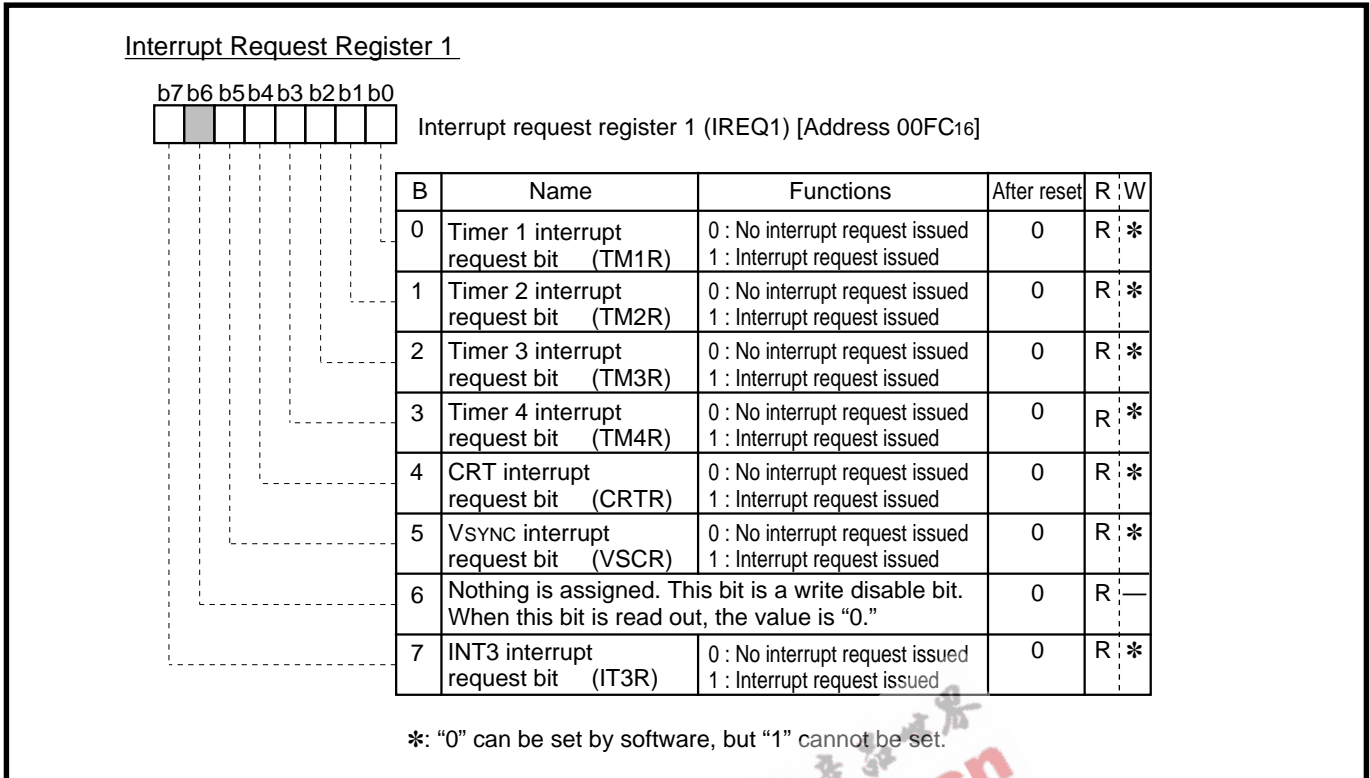 Interrupt Request Register 1
b7 b6 b5 b4 b3 b2 b1 b0
Interrupt request register 1 (IREQ1) [Address 00FC16]
B Name Functions After reset R W
0 Timer 1 interrupt request bit (TM1R) 0 : No interrupt request issued 1 : Interrupt request issued 0 R ✻
1 Timer 2 interrupt request bit (TM2R) 0 : No interrupt request issued 1 : Interrupt request issued 0 R ✻
2 Timer 3 interrupt request bit (TM3R) 0 : No interrupt request issued 1 : Interrupt request issued 0 R ✻
3 Timer 4 interrupt request bit (TM4R) 0 : No interrupt request issued 1 : Interrupt request issued 0 R ✻
4 CRT interrupt request bit (CRTR) 0 : No interrupt request issued 1 : Interrupt request issued 0 R ✻
5 VSYNC interrupt request bit (VSCR) 0 : No interrupt request issued 1 : Interrupt request issued 0 R ✻
6 Nothing is assigned. This bit is a write disable bit. When this bit is read out, the value is “0.” 0 R —
7 INT3 interrupt request bit (IT3R) 0 : No interrupt request issued 1 : Interrupt request issued 0 R ✻
✻: “0” can be set by software, but “1” cannot be set.